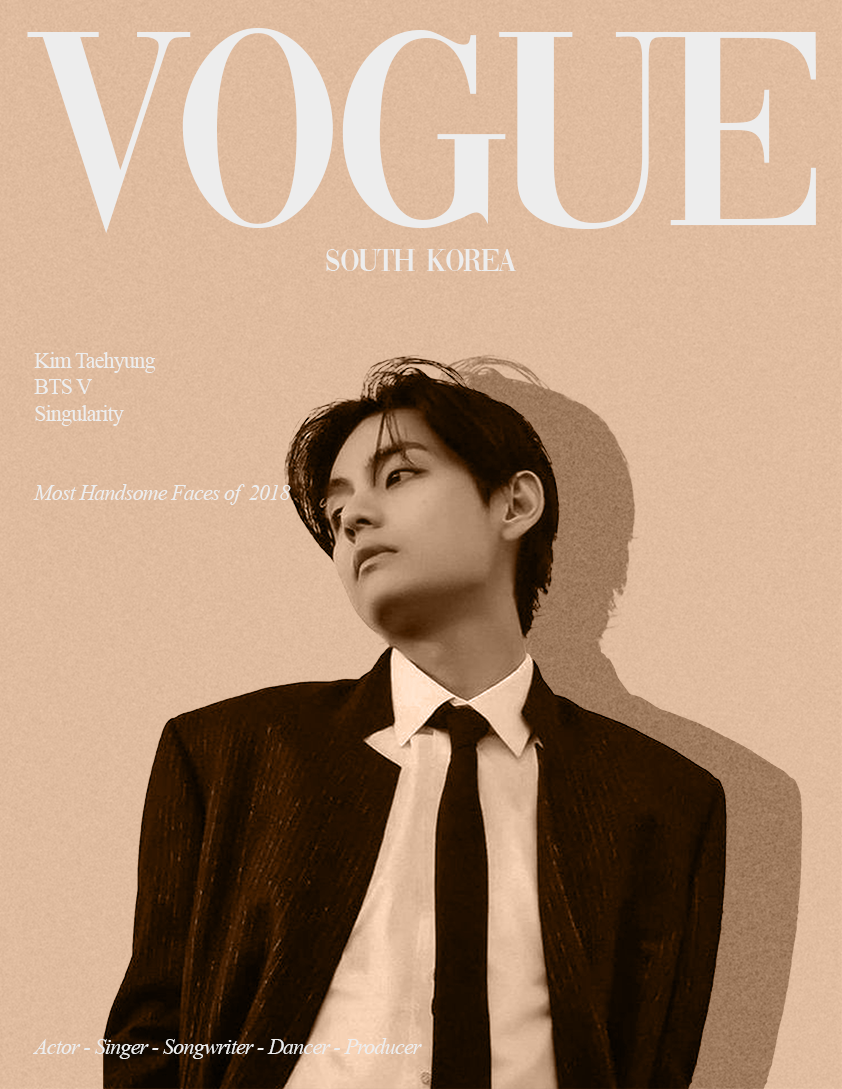 VOGUE
SOUTH KOREA
Kim Taehyung
BTS V
Singularity
Most Handsome Faces of 2018
Actor - Singer - Songwriter - Dancer - Producer